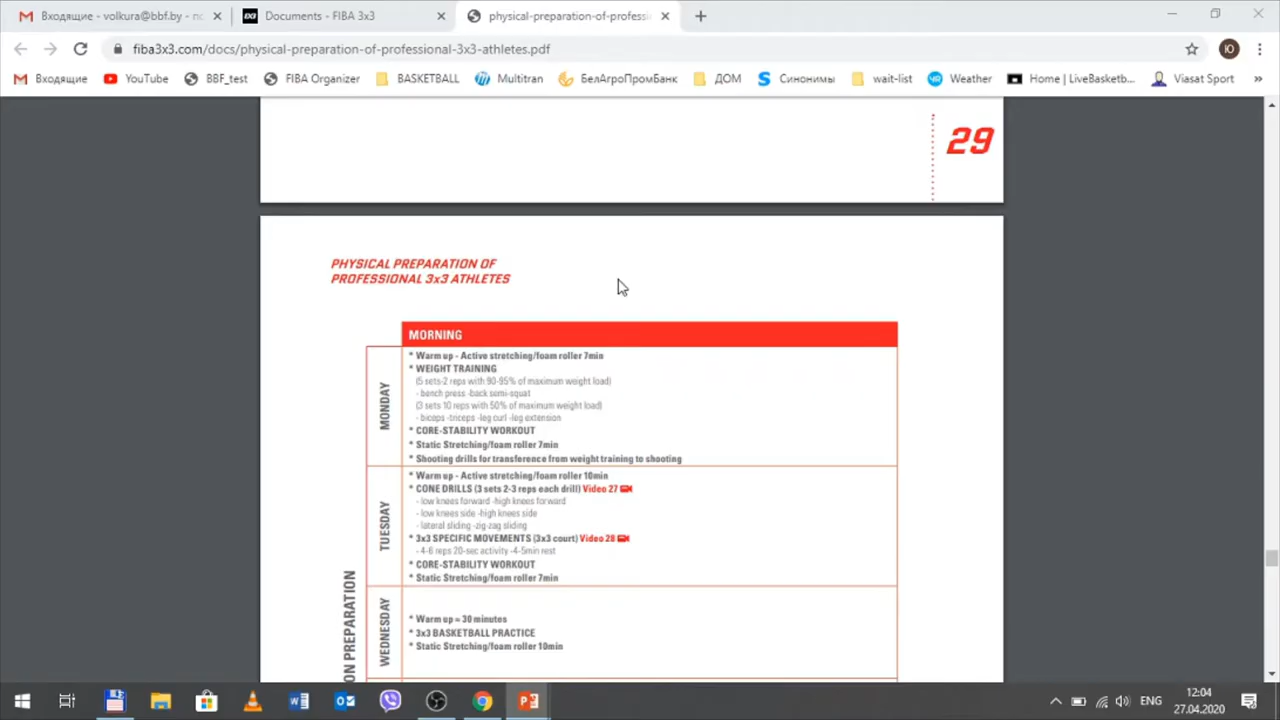 Входящие - volkura@bbf.by - по
Documents - FIBA 3x3
physical-preparation-of-professi
fiba3x3.com/docs/physical-preparation-of-professional-3x3-athletes.pdf
Ю
Входящие
YouTube
BBF_test
FIBA Organizer
BASKETBALL
Multitran
БелАгроПромБанк
ДОМ
Синонимы
wait-list
Weather
Home | LiveBasketb...
Viasat Sport
»
29
PHYSICAL PREPARATION OF
PROFESSIONAL 3x3 ATHLETES
MORNING
MONDAY
* Warm up - Active stretching/foam roller 7min
* WEIGHT TRAINING
(5 sets-2 reps with 90-95% of maximum weight load)
- bench press -back semi-squat
(3 sets 10 reps with 50% of maximum weight load)
- biceps -triceps -leg curl -leg extension
* CORE-STABILITY WORKOUT
* Static Stretching/foam roller 7min
* Shooting drills for transference from weight training to shooting
TUESDAY
* Warm up - Active stretching/foam roller 10min
* CONE DRILLS (3 sets 2-3 reps each drill) Video 27
- low knees forward -high knees forward
- low knees side -high knees side
- lateral sliding -zig-zag sliding
* 3x3 SPECIFIC MOVEMENTS (3x3 court) Video 28
- 4-6 reps 20-sec activity -4-5min rest
* CORE-STABILITY WORKOUT
* Static Stretching/foam roller 7min
WEDNESDAY
* Warm up ≈ 30 minutes
* 3x3 BASKETBALL PRACTICE
* Static Stretching/foam roller 10min
ON PREPARATION
ENG
12:04
27.04.2020